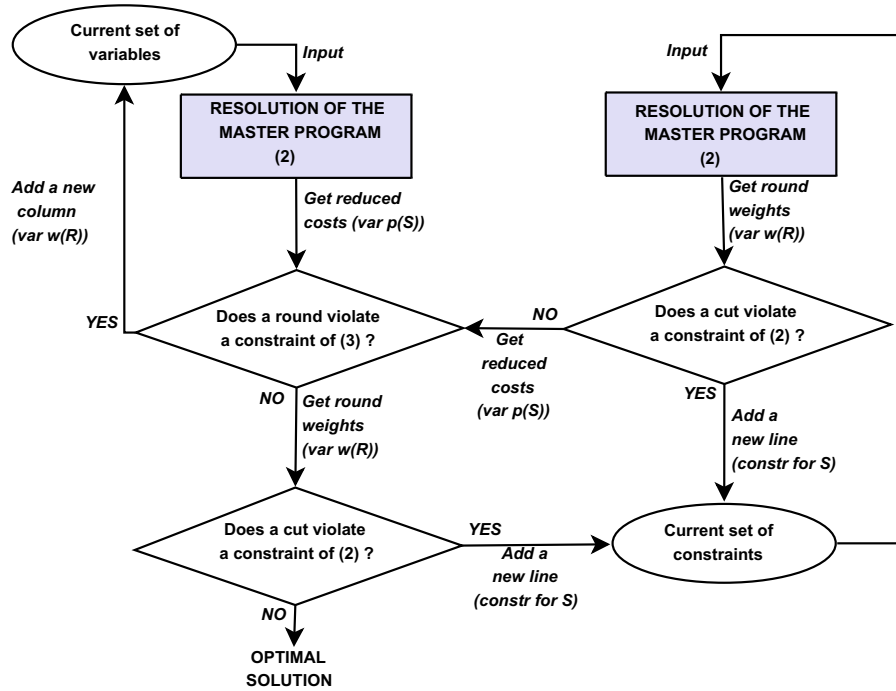 Current set of
variables
Input
RESOLUTION OF THE
MASTER PROGRAM
(2)
Get reduced
costs (var p(S))
Add a new
column
(var w(R))
YES
Does a round violate
a constraint of (3) ?
NO
Get round
weights
(var w(R))
Does a cut violate
a constraint of (2) ?
YES
Add a
new line
(constr for S)
NO
OPTIMAL
SOLUTION
Input
RESOLUTION OF THE
MASTER PROGRAM
(2)
Get round
weights
(var w(R))
Does a cut violate
a constraint of (2) ?
NO
Get
reduced
costs
(var p(S))
YES
Add a
new line
(constr for S)
Current set of
constraints